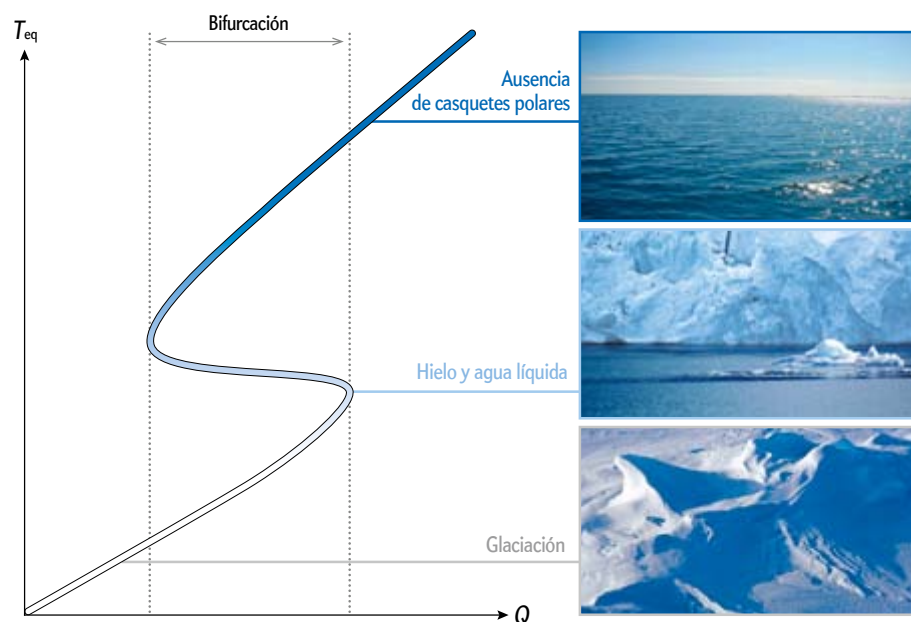 Teq
Bifurcación
Ausencia
de casquetes polares
Hielo y agua líquida
Glaciación
Q